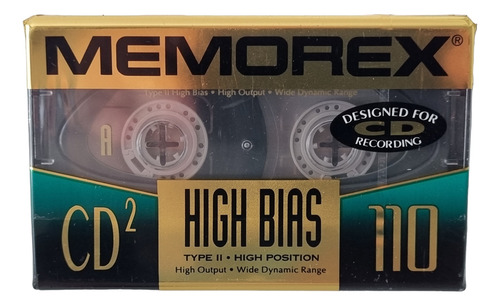 MEMOREX®
Type II High Bias • High Output • Wide Dynamic Range
A
DESIGNED FOR
CD
RECORDING
CD²
HIGH BIAS
110
TYPE II • HIGH POSITION
High Output • Wide Dynamic Range